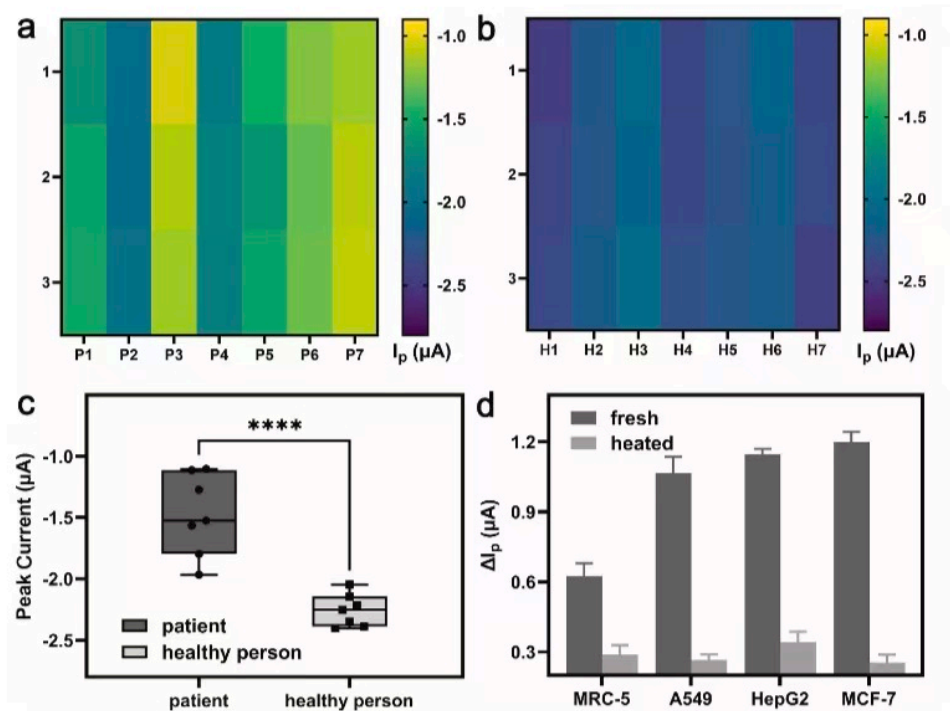 a
1
2
3
P1 P2 P3 P4 P5 P6 P7
-1.0
-1.5
-2.0
-2.5
Ip (μA)
b
1
2
3
H1 H2 H3 H4 H5 H6 H7
-1.0
-1.5
-2.0
-2.5
Ip (μA)
c
****
Peak Current (μA)
-1.0
-1.5
-2.0
-2.5
patient
healthy person
patient healthy person
d
fresh
heated
ΔIp (μA)
1.2
0.9
0.6
0.3
MRC-5 A549 HepG2 MCF-7